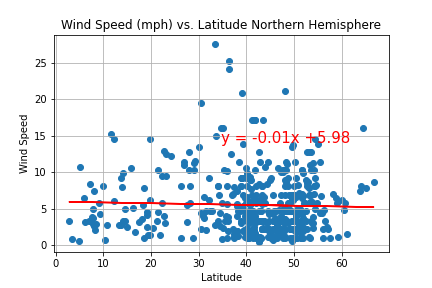 Wind Speed (mph) vs. Latitude Northern Hemisphere
25
20
15
10
5
0
Wind Speed
y = -0.01x +5.98
0 10 20 30 40 50 60
Latitude